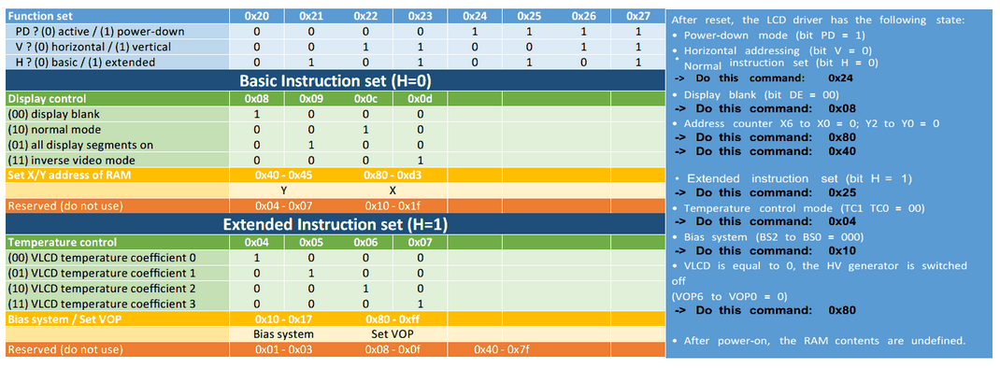 Function set 0x20 0x21 0x22 0x23 0x24 0x25 0x26 0x27
PD ? (0) active / (1) power-down 0 0 0 0 1 1 1 1
V ? (0) horizontal / (1) vertical 0 0 1 1 0 0 1 1
H ? (0) basic / (1) extended 0 1 0 1 0 1 0 1
Basic Instruction set (H=0)
Display control 0x08 0x09 0x0c 0x0d
(00) display blank 1 0 0 0
(10) normal mode 0 0 1 0
(01) all display segments on 0 1 0 0
(11) inverse video mode 0 0 0 1
Set X/Y address of RAM 0x40 - 0x45 0x80 - 0xd3
Y X
Reserved (do not use) 0x04 - 0x07 0x10 - 0x1f
Extended Instruction set (H=1)
Temperature control 0x04 0x05 0x06 0x07
(00) VLCD temperature coefficient 0 1 0 0 0
(01) VLCD temperature coefficient 1 0 1 0 0
(10) VLCD temperature coefficient 2 0 0 1 0
(11) VLCD temperature coefficient 3 0 0 0 1
Bias system / Set VOP 0x10 - 0x17 0x80 - 0xff
Bias system Set VOP
Reserved (do not use) 0x01 - 0x03 0x08 - 0x0f 0x40 - 0x7f
After reset, the LCD driver has the following state:
• Power-down mode (bit PD = 1)
• Horizontal addressing (bit V = 0)
• Normal instruction set (bit H = 0)
-> Do this command: 0x24
• Display blank (bit DE = 00)
-> Do this command: 0x08
• Address counter X6 to X0 = 0; Y2 to Y0 = 0
-> Do this command: 0x80
-> Do this command: 0x40
• Extended instruction set (bit H = 1)
-> Do this command: 0x25
• Temperature control mode (TC1 TC0 = 00)
-> Do this command: 0x04
• Bias system (BS2 to BS0 = 000)
-> Do this command: 0x10
• VLCD is equal to 0, the HV generator is switched
off
(VOP6 to VOP0 = 0)
-> Do this command: 0x80
• After power-on, the RAM contents are undefined.